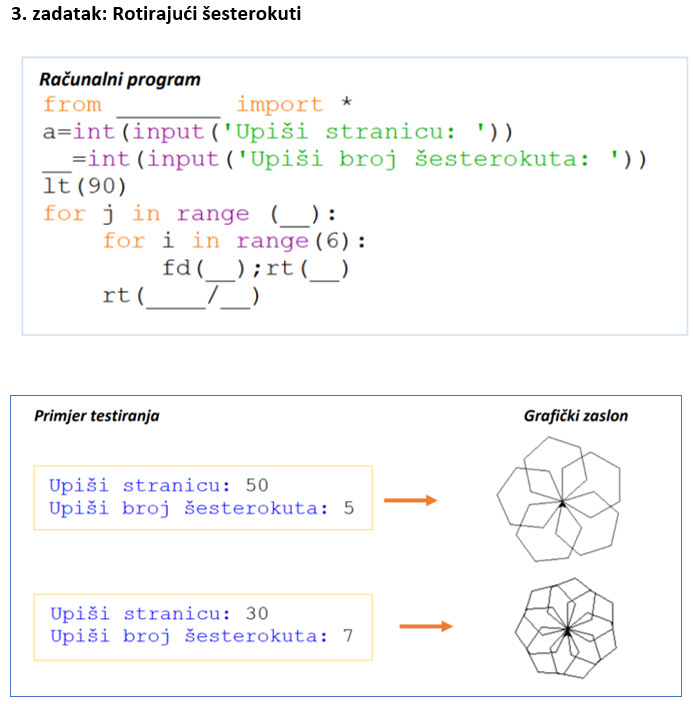 3. zadatak: Rotirajući šesterokuti
Računalni program
from ________ import *
a=int(input('Upiši stranicu: '))
__=int(input('Upiši broj šesterokuta: '))
lt(90)
for j in range (__):
for i in range(6):
fd(__);rt(__)
rt(____/__)
Primjer testiranja
Grafički zaslon
Upiši stranicu: 50
Upiši broj šesterokuta: 5
Upiši stranicu: 30
Upiši broj šesterokuta: 7